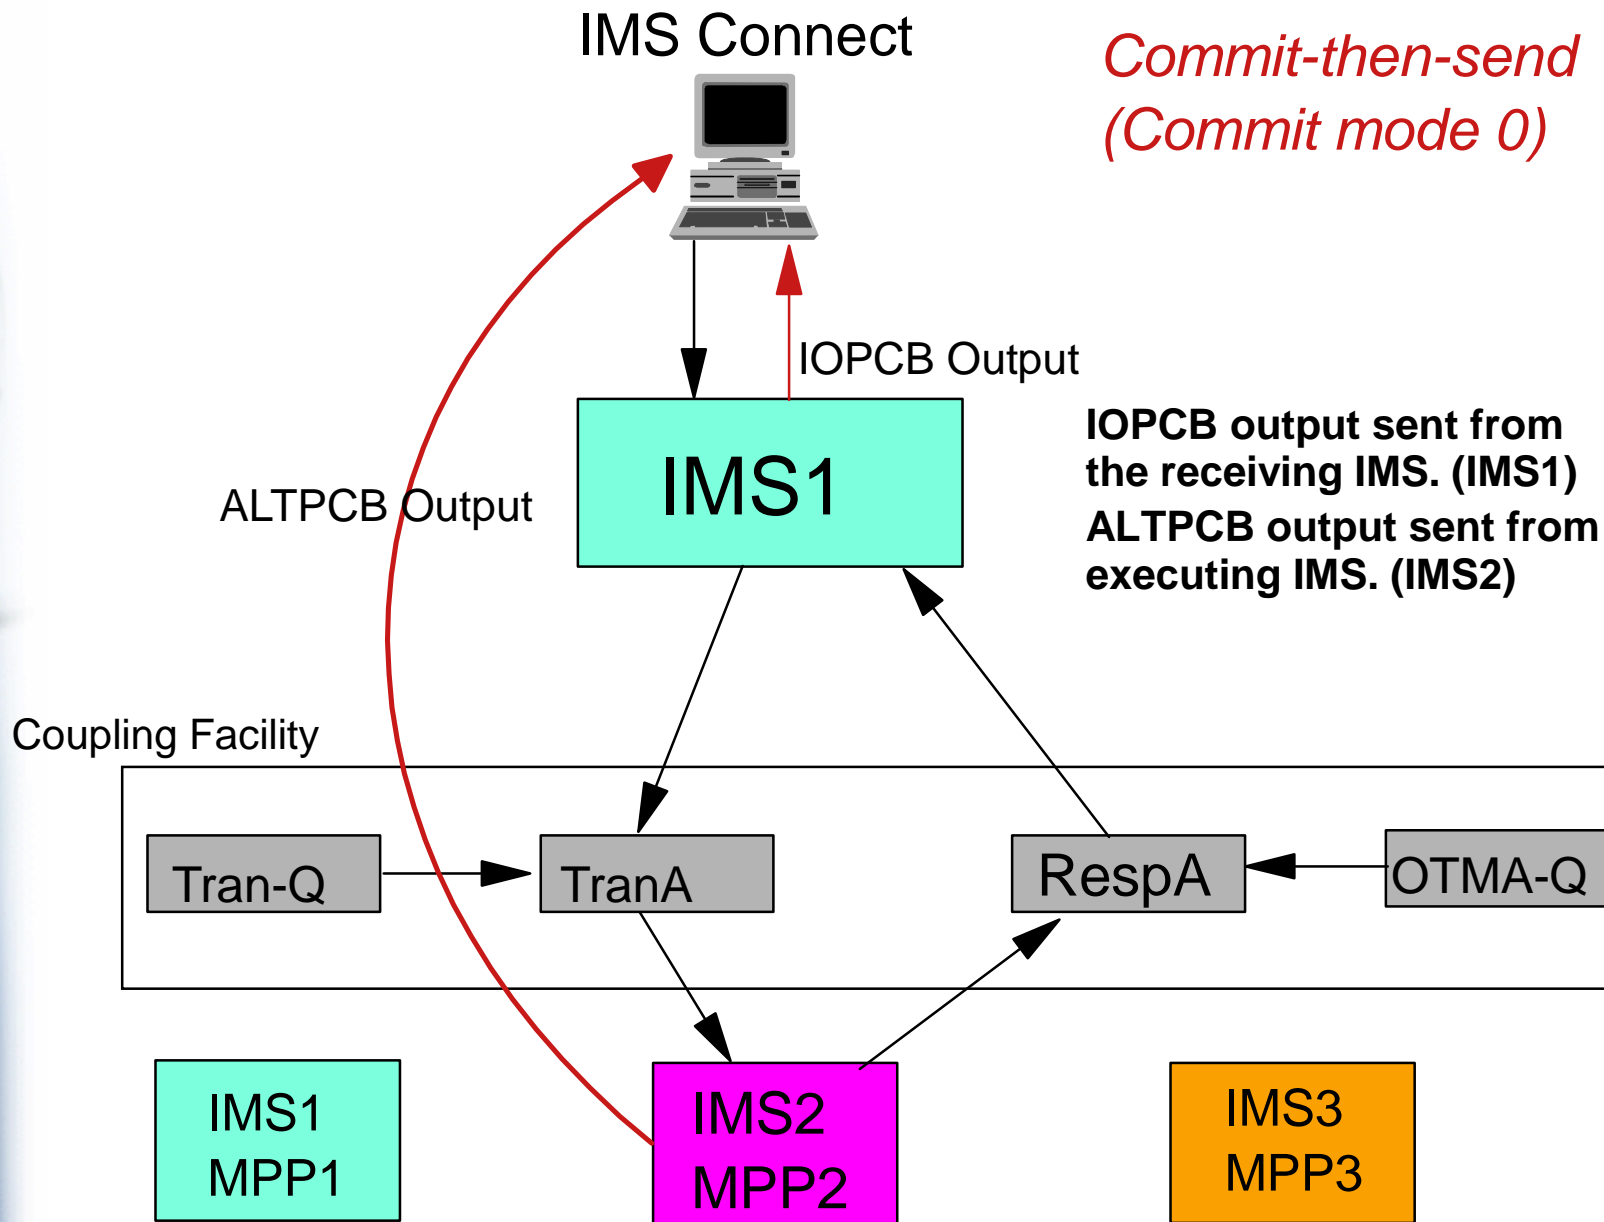 IMS Connect
Commit-then-send
(Commit mode 0)
IOPCB Output
IMS1
IOPCB output sent from
the receiving IMS. (IMS1)
ALTPCB output sent from
executing IMS. (IMS2)
ALTPCB Output
Coupling Facility
Tran-Q
TranA
RespA
OTMA-Q
IMS1
MPP1
IMS2
MPP2
IMS3
MPP3